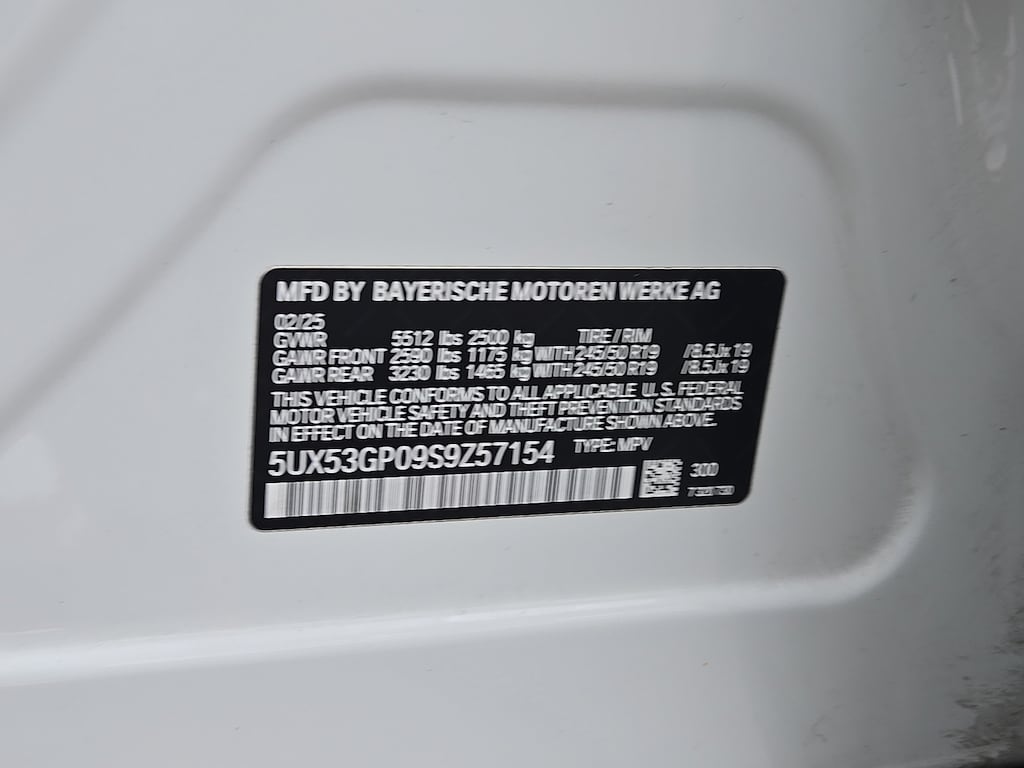 MFD BY BAYERISCHE MOTOREN WERKE AG
02/25
GVWR 5512 lbs 2500 kg TIRE / RIM
GAWR FRONT 2590 lbs 1175 kg WITH 245/50 R19 /8.5Jx19
GAWR REAR 3230 lbs 1465 kg WITH 245/50 R19 /8.5Jx19
THIS VEHICLE CONFORMS TO ALL APPLICABLE U.S. FEDERAL
MOTOR VEHICLE SAFETY AND THEFT PREVENTION STANDARDS
IN EFFECT ON THE DATE OF MANUFACTURE SHOWN ABOVE.
5UX53GP09S9Z57154 TYPE: MPV
300